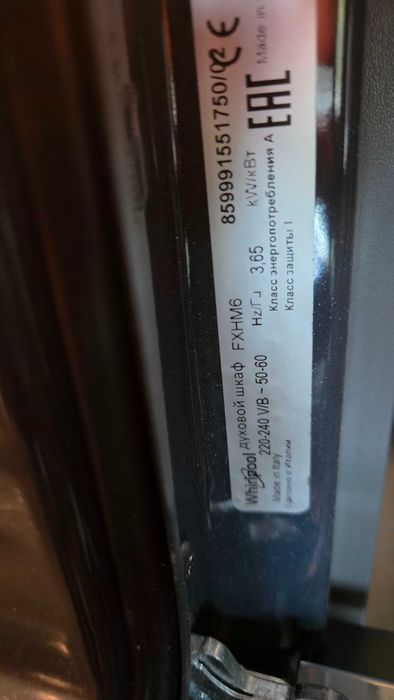 Whirlpool духовой шкаф FXHM6 859991551750/02 CE
220-240 V/В ~ 50-60 Hz/Гц 3,65 kW/кВт EAC Made in
Made in Italy Класс энергопотребления A
Сделано в Италии Класс защиты I